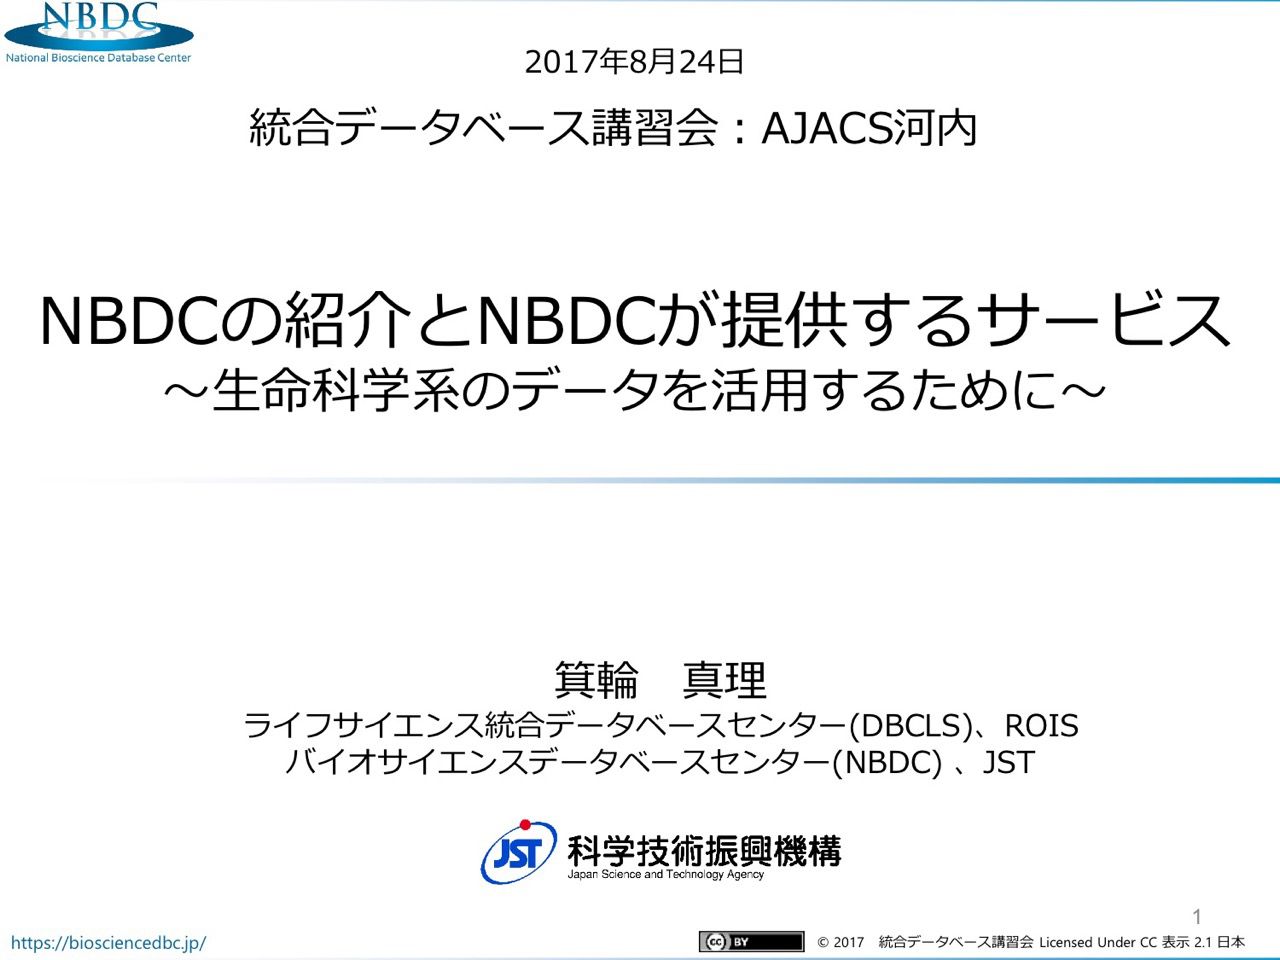 NBDC
National Bioscience Database Center
2017年8月24日
統合データベース講習会：AJACS河内
NBDCの紹介とNBDCが提供するサービス
～生命科学系のデータを活用するために～
箕輪　真理
ライフサイエンス統合データベースセンター(DBCLS)、ROIS
バイオサイエンスデータベースセンター(NBDC) 、JST
JST 科学技術振興機構
Japan Science and Technology Agency
1
https://biosciencedbc.jp/
cc BY © 2017　統合データベース講習会 Licensed Under CC 表示 2.1 日本